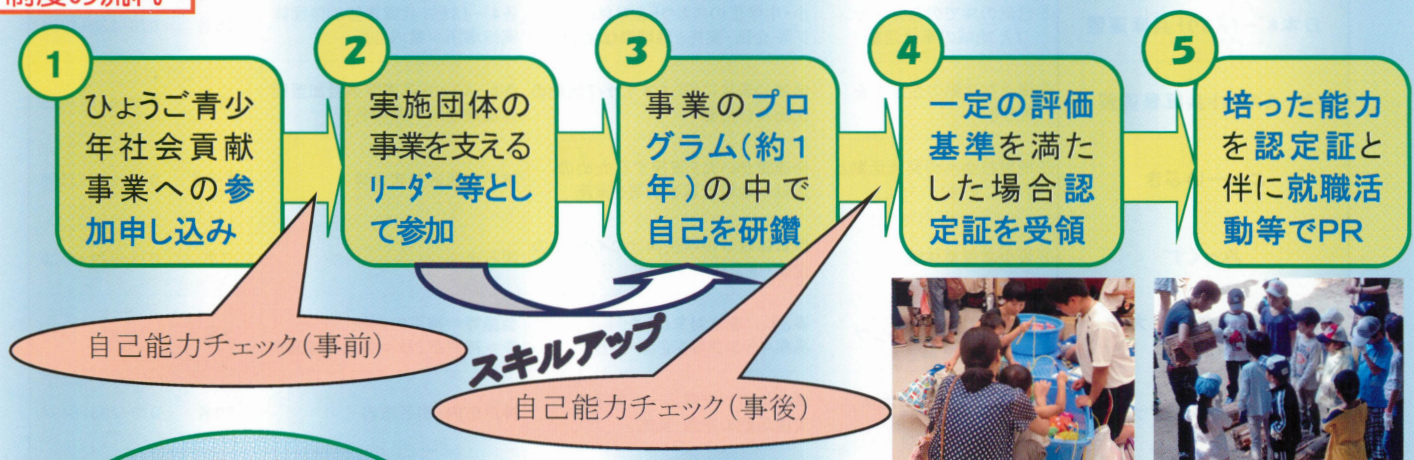 制度の流れ
1
ひょうご青少
年社会貢献
事業への参
加申し込み
2
実施団体の
事業を支える
リーダー等とし
て参加
3
事業のプロ
グラム(約1
年)の中で
自己を研鑽
4
一定の評価
基準を満た
した場合認
定証を受領
5
培った能力
を認定証と
伴に就職活
動等でPR
自己能力チェック(事前)
スキルアップ
自己能力チェック(事後)